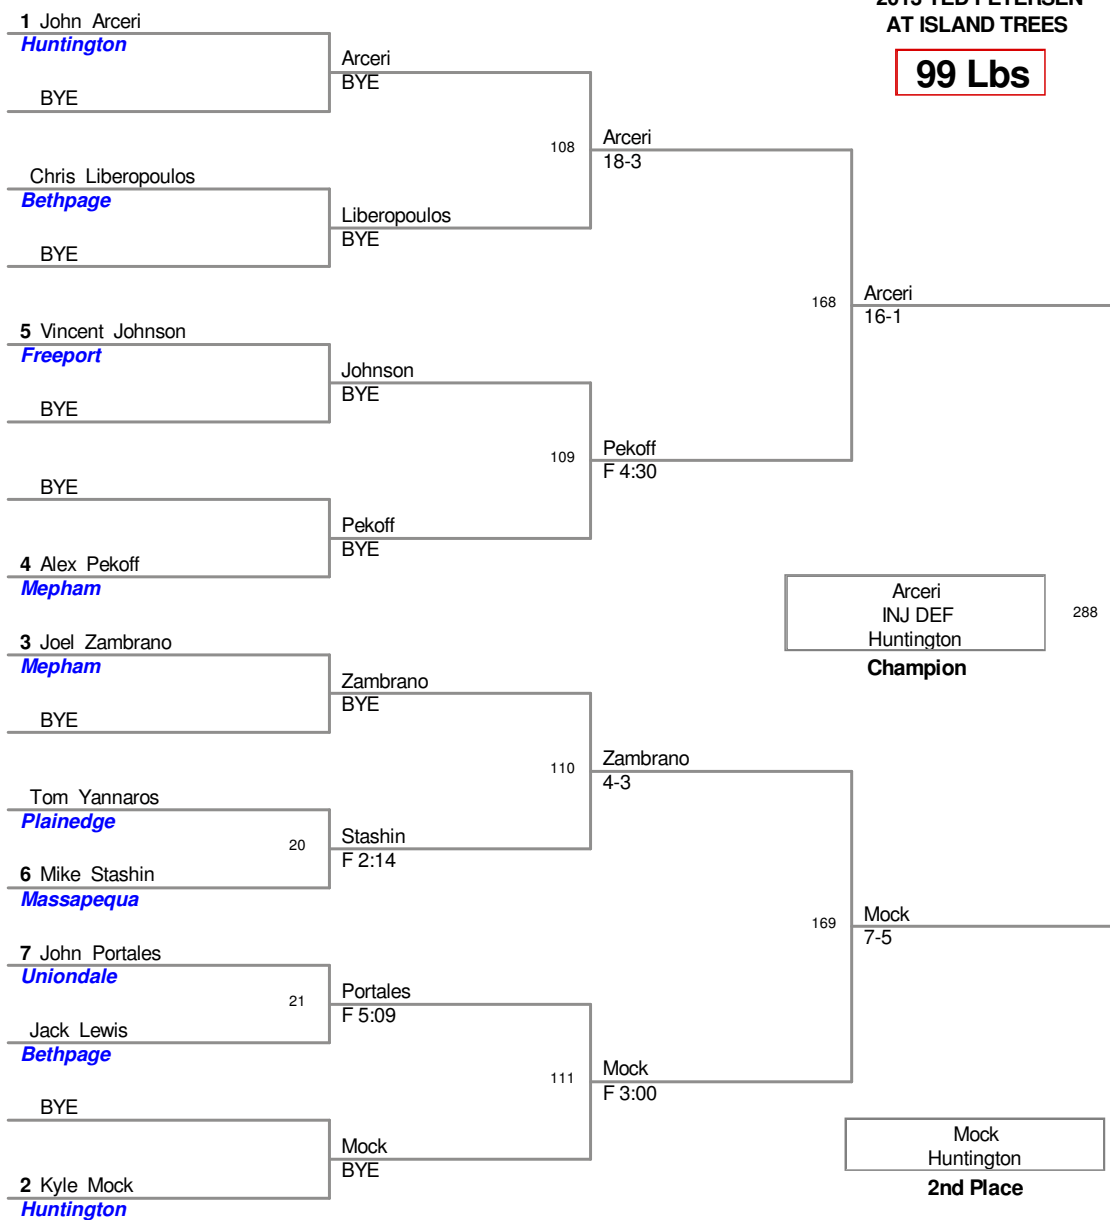 2015 TED PETERSEN
AT ISLAND TREES
99 Lbs
1 John Arceri
Huntington
BYE
Chris Liberopoulos
Bethpage
BYE
5 Vincent Johnson
Freeport
BYE
BYE
4 Alex Pekoff
Mepham
3 Joel Zambrano
Mepham
BYE
Tom Yannaros
Plainedge
20
6 Mike Stashin
Massapequa
7 John Portales
Uniondale
21
Jack Lewis
Bethpage
BYE
2 Kyle Mock
Huntington
Arceri
BYE
108
Liberopoulos
BYE
Johnson
BYE
109
Pekoff
BYE
Zambrano
BYE
110
Stashin
F 2:14
Portales
F 5:09
111
Mock
BYE
Arceri
18-3
168
Pekoff
F 4:30
Zambrano
4-3
169
Mock
F 3:00
Arceri
16-1
Mock
7-5
Arceri
INJ DEF
Huntington
288
Champion
Mock
Huntington
2nd Place